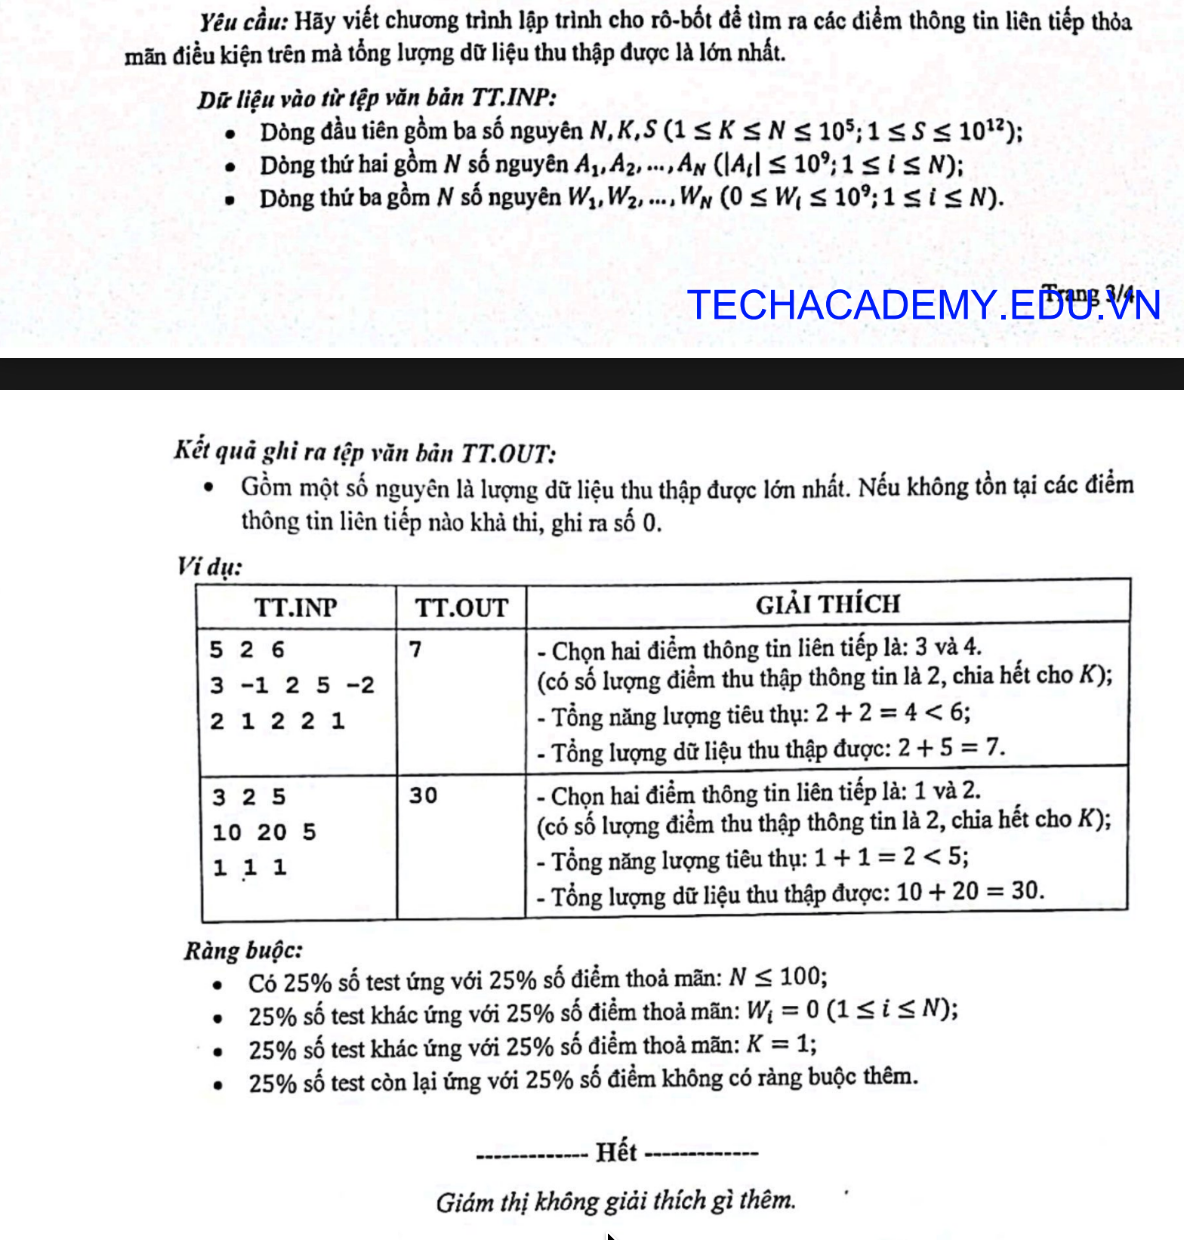 Yêu cầu: Hãy viết chương trình lập trình cho rô-bốt để tìm ra các điểm thông tin liên tiếp thỏa
mãn điều kiện trên mà tổng lượng dữ liệu thu thập được là lớn nhất.
Dữ liệu vào từ tệp văn bản TT.INP:
• Dòng đầu tiên gồm ba số nguyên N, K, S (1 ≤ K ≤ N ≤ 10⁵; 1 ≤ S ≤ 10¹²);
• Dòng thứ hai gồm N số nguyên A₁, A₂, ..., A_N (|Aᵢ| ≤ 10⁹; 1 ≤ i ≤ N);
• Dòng thứ ba gồm N số nguyên W₁, W₂, ..., W_N (0 ≤ Wᵢ ≤ 10⁹; 1 ≤ i ≤ N).
Trang 3/4
TECHACADEMY.EDU.VN
Kết quả ghi ra tệp văn bản TT.OUT:
• Gồm một số nguyên là lượng dữ liệu thu thập được lớn nhất. Nếu không tồn tại các điểm
thông tin liên tiếp nào khả thi, ghi ra số 0.
Ví dụ:
TT.INP TT.OUT GIẢI THÍCH
5 2 6 7 - Chọn hai điểm thông tin liên tiếp là: 3 và 4.
3 -1 2 5 -2 (có số lượng điểm thu thập thông tin là 2, chia hết cho K);
2 1 2 2 1 - Tổng năng lượng tiêu thụ: 2 + 2 = 4 < 6;
- Tổng lượng dữ liệu thu thập được: 2 + 5 = 7.
3 2 5 30 - Chọn hai điểm thông tin liên tiếp là: 1 và 2.
10 20 5 (có số lượng điểm thu thập thông tin là 2, chia hết cho K);
1 1 1 - Tổng năng lượng tiêu thụ: 1 + 1 = 2 < 5;
- Tổng lượng dữ liệu thu thập được: 10 + 20 = 30.
Ràng buộc:
• Có 25% số test ứng với 25% số điểm thoả mãn: N ≤ 100;
• 25% số test khác ứng với 25% số điểm thoả mãn: Wᵢ = 0 (1 ≤ i ≤ N);
• 25% số test khác ứng với 25% số điểm thoả mãn: K = 1;
• 25% số test còn lại ứng với 25% số điểm không có ràng buộc thêm.
------------- Hết -------------
Giám thị không giải thích gì thêm.